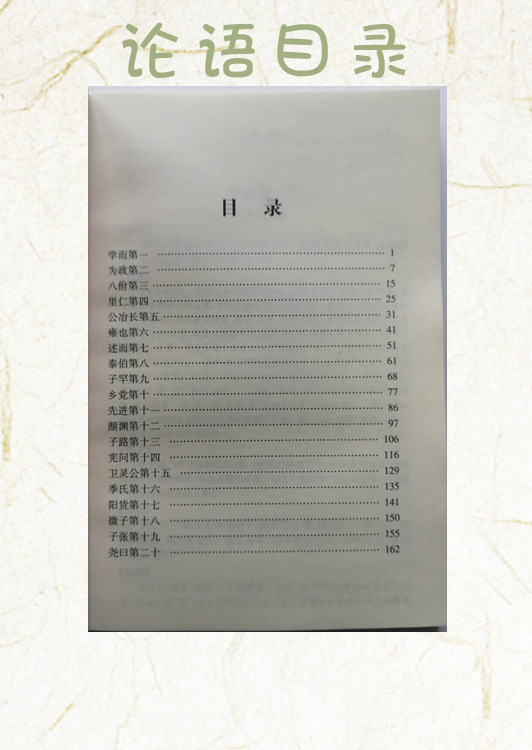 论语目录
目 录
学而第一 1
为政第二 7
八佾第三 15
里仁第四 25
公冶长第五 31
雍也第六 41
述而第七 51
泰伯第八 61
子罕第九 68
乡党第十 77
先进第十一 86
颜渊第十二 97
子路第十三 106
宪问第十四 116
卫灵公第十五 129
季氏第十六 135
阳货第十七 141
微子第十八 150
子张第十九 155
尧曰第二十 162